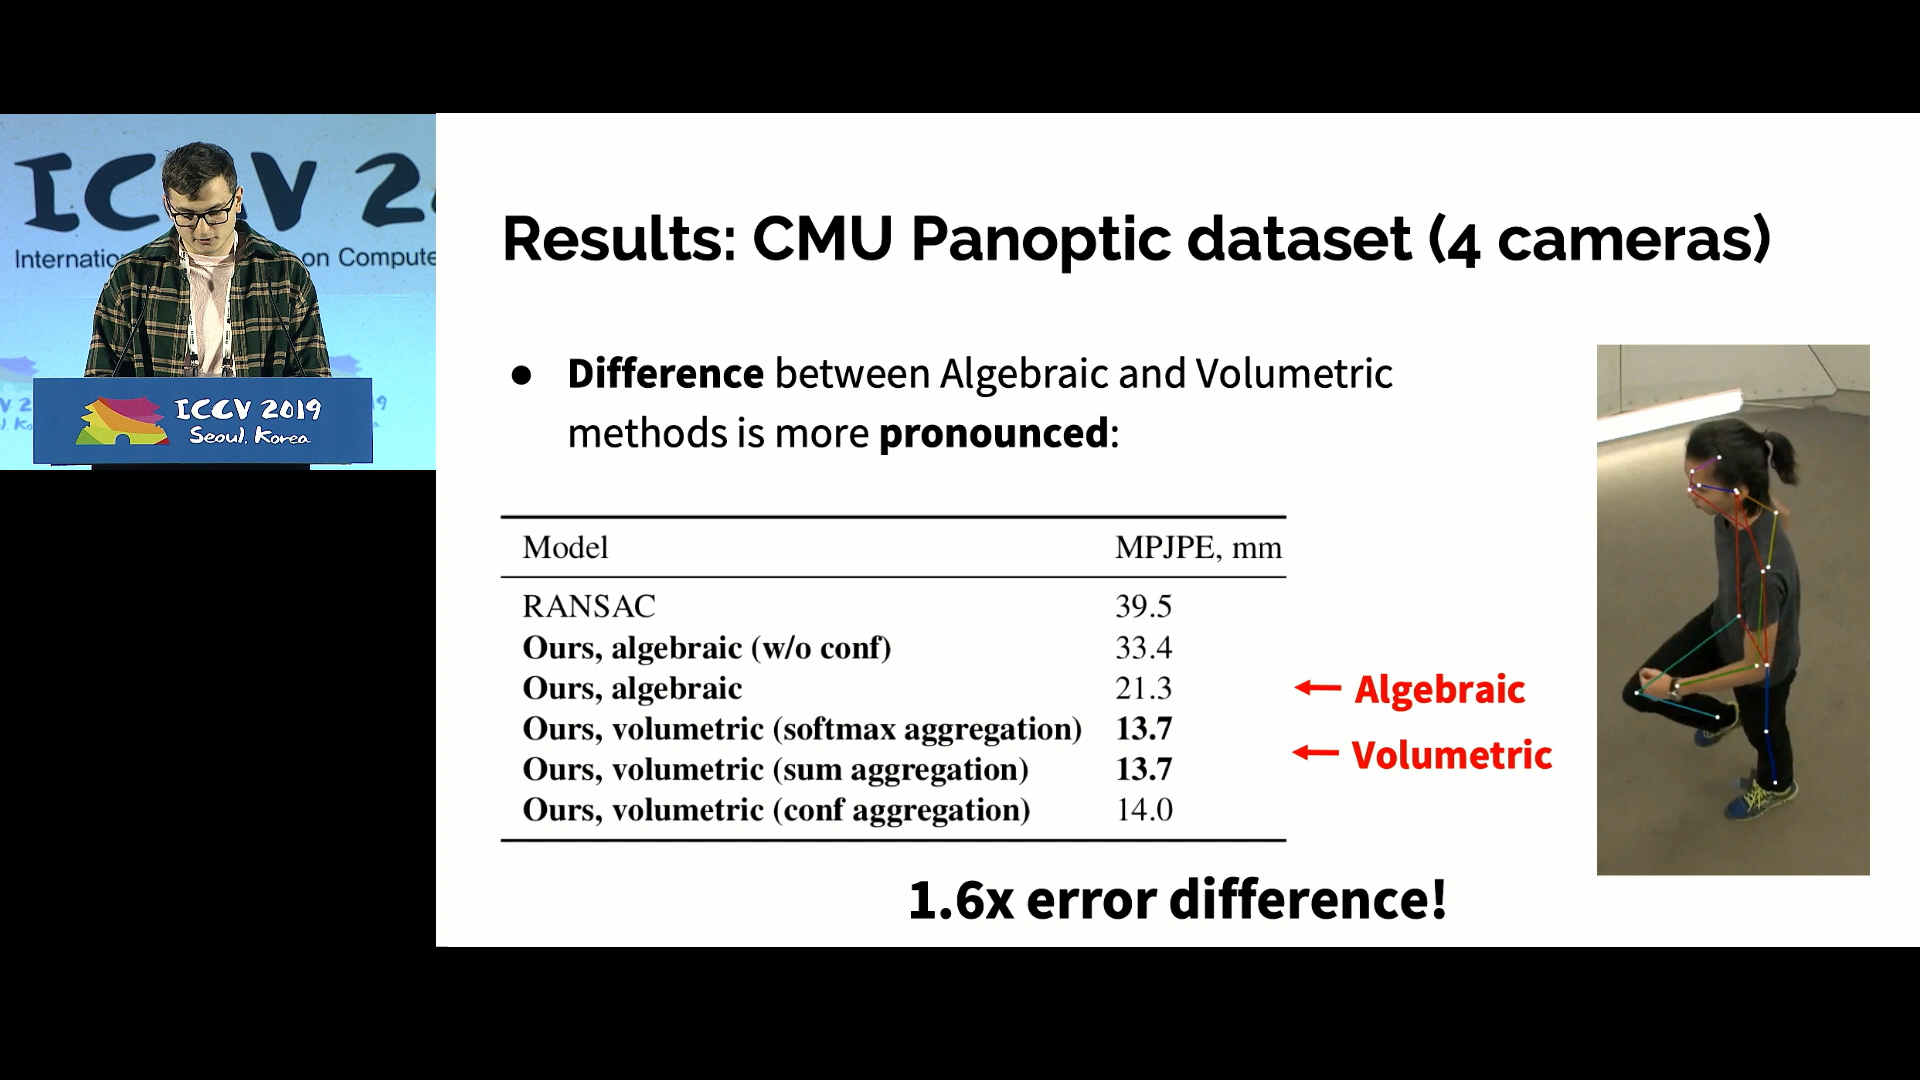 IC V 2
Internatio on Compute
ICCV 2019
Seoul, Korea
Results: CMU Panoptic dataset (4 cameras)
● Difference between Algebraic and Volumetric
methods is more pronounced:
Model MPJPE, mm
RANSAC 39.5
Ours, algebraic (w/o conf) 33.4
Ours, algebraic 21.3
Ours, volumetric (softmax aggregation) 13.7
Ours, volumetric (sum aggregation) 13.7
Ours, volumetric (conf aggregation) 14.0
Algebraic
Volumetric
1.6x error difference!